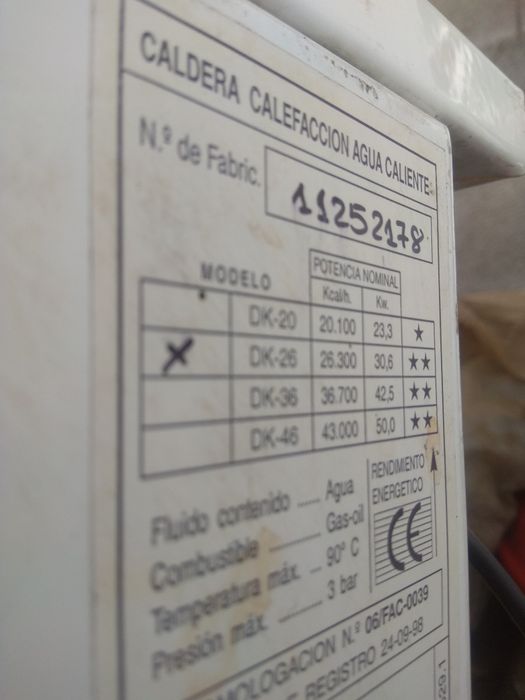 CALDERA CALEFACCION AGUA CALIENTE
N.º de Fabric. 11252178
MODELO
POTENCIA NOMINAL
Kcal/h. Kw.
DK-20 20.100 23,3 ★
X DK-26 26.300 30,6 ★★
DK-36 36.700 42,5 ★★
DK-46 43.000 50,0 ★★
RENDIMIENTO
ENERGETICO
CE
Fluido contenido ...... Agua
Combustible .......... Gas-oil
Temperatura máx. ... 90º C
Presión máx. ......... 3 bar
MOLOGACION N.º 06/FAC-0039
REGISTRO 24-09-98